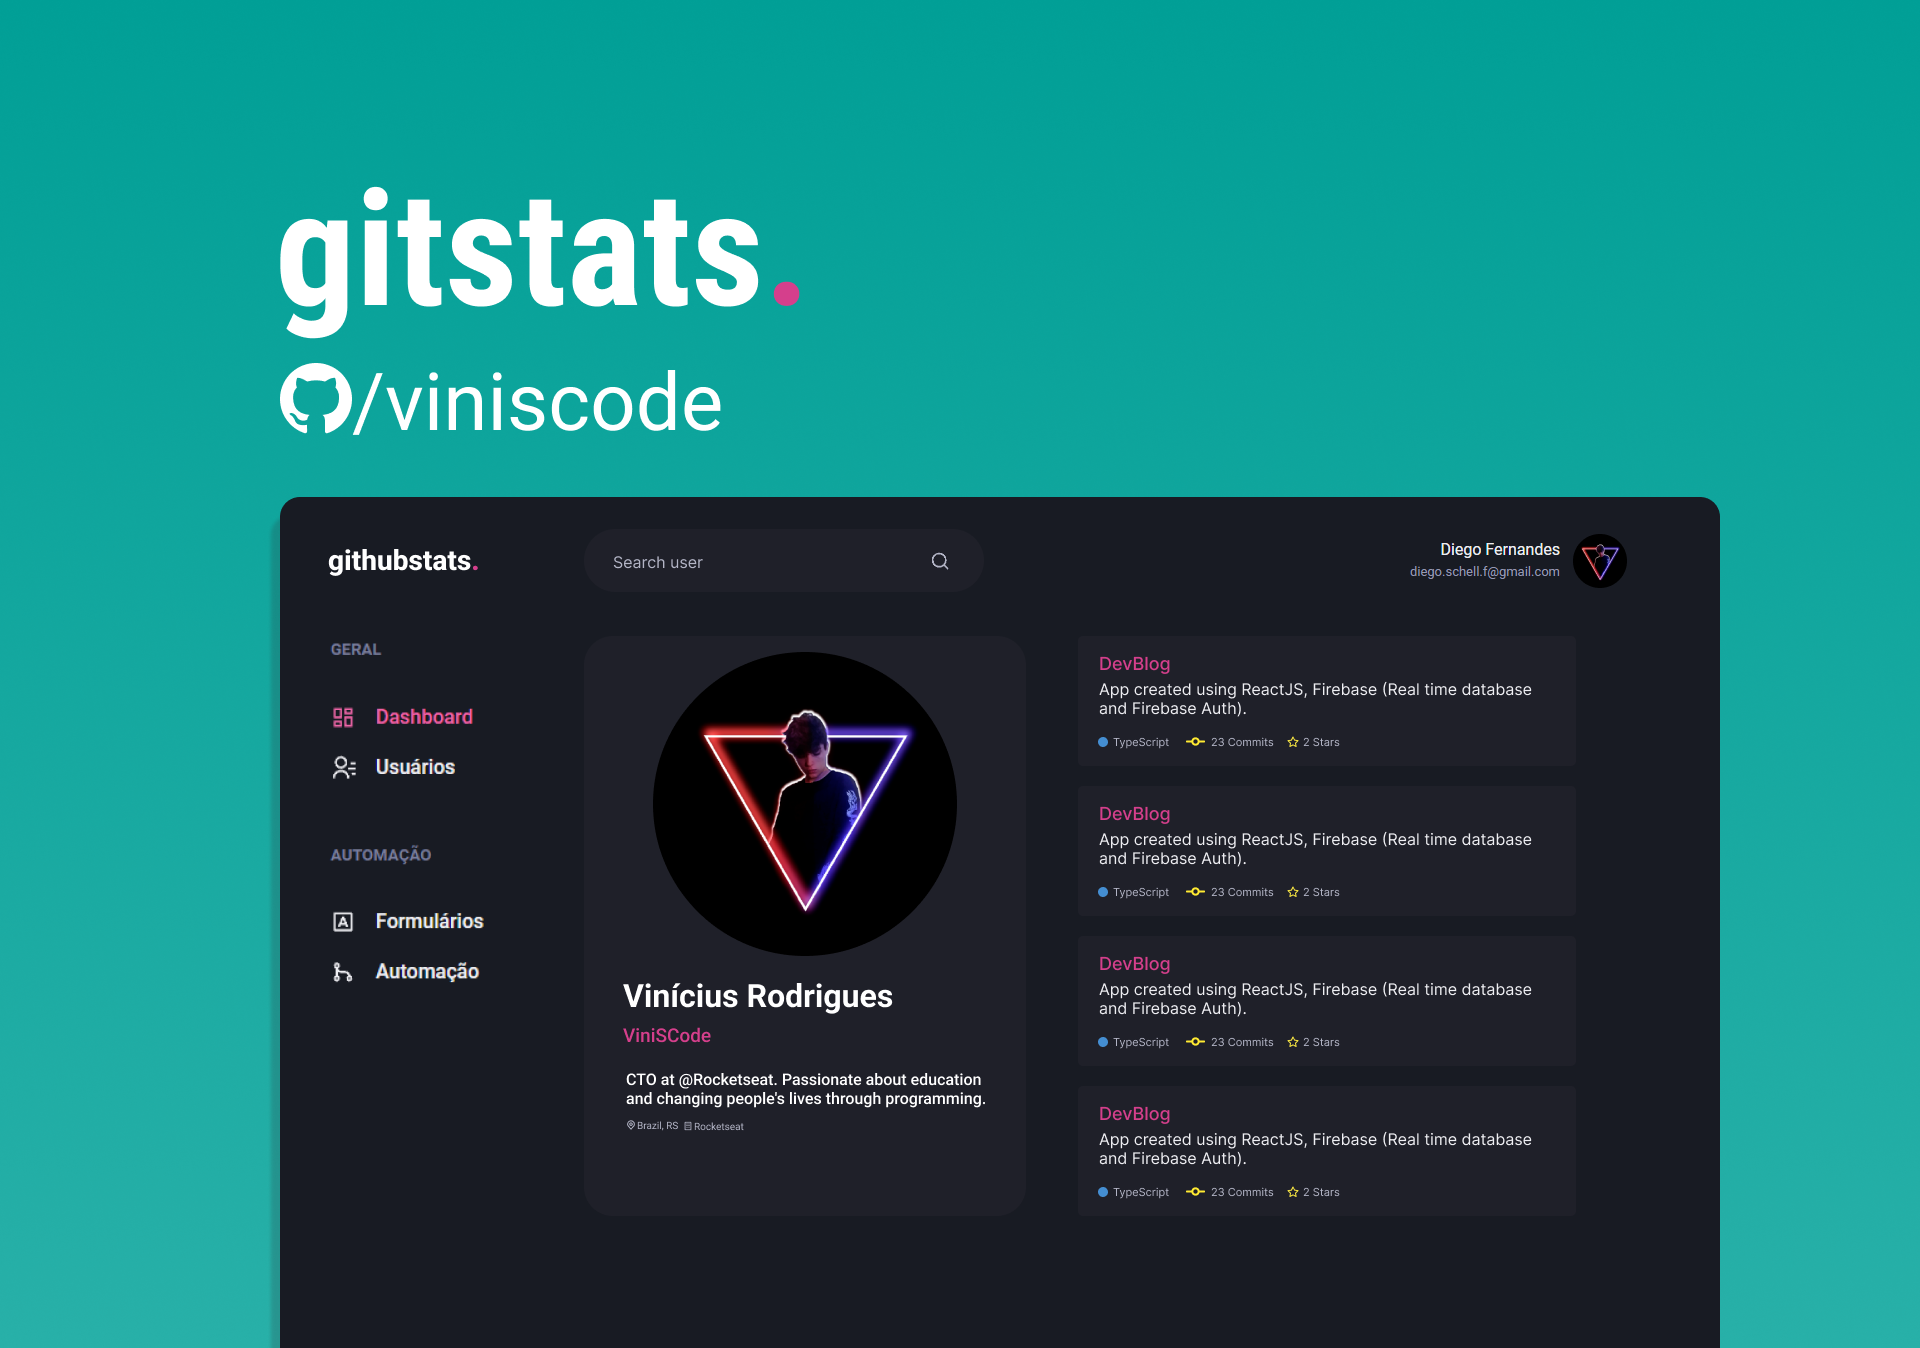 gitstats.
/viniscode
githubstats.
Search user
Diego Fernandes
diego.schell.f@gmail.com
GERAL
Dashboard
Usuários
AUTOMAÇÃO
Formulários
Automação
Vinícius Rodrigues
ViniSCode
CTO at @Rocketseat. Passionate about education
and changing people's lives through programming.
Brazil, RS Rocketseat
DevBlog
App created using ReactJS, Firebase (Real time database
and Firebase Auth).
TypeScript 23 Commits 2 Stars
DevBlog
App created using ReactJS, Firebase (Real time database
and Firebase Auth).
TypeScript 23 Commits 2 Stars
DevBlog
App created using ReactJS, Firebase (Real time database
and Firebase Auth).
TypeScript 23 Commits 2 Stars
DevBlog
App created using ReactJS, Firebase (Real time database
and Firebase Auth).
TypeScript 23 Commits 2 Stars